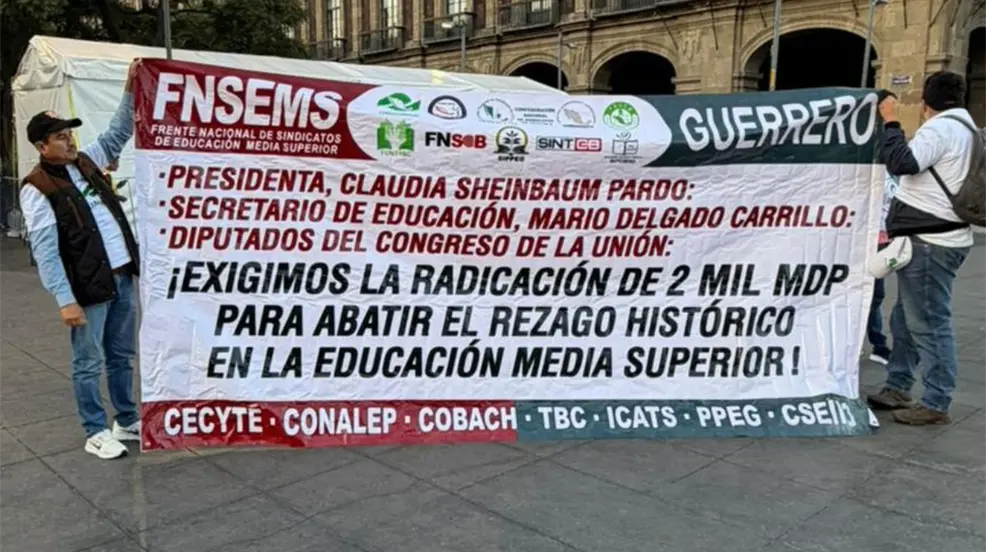 FNSEMS
FRENTE NACIONAL DE SINDICATOS
DE EDUCACIÓN MEDIA SUPERIOR
FNSOB
SINTCB
GUERRERO
·PRESIDENTA, CLAUDIA SHEINBAUM PARDO:
·SECRETARIO DE EDUCACIÓN, MARIO DELGADO CARRILLO:
·DIPUTADOS DEL CONGRESO DE LA UNIÓN:
¡EXIGIMOS LA RADICACIÓN DE 2 MIL MDP
PARA ABATIR EL REZAGO HISTÓRICO
EN LA EDUCACIÓN MEDIA SUPERIOR!
CECYTE · CONALEP · COBACH · TBC · ICATS · PPEG ·